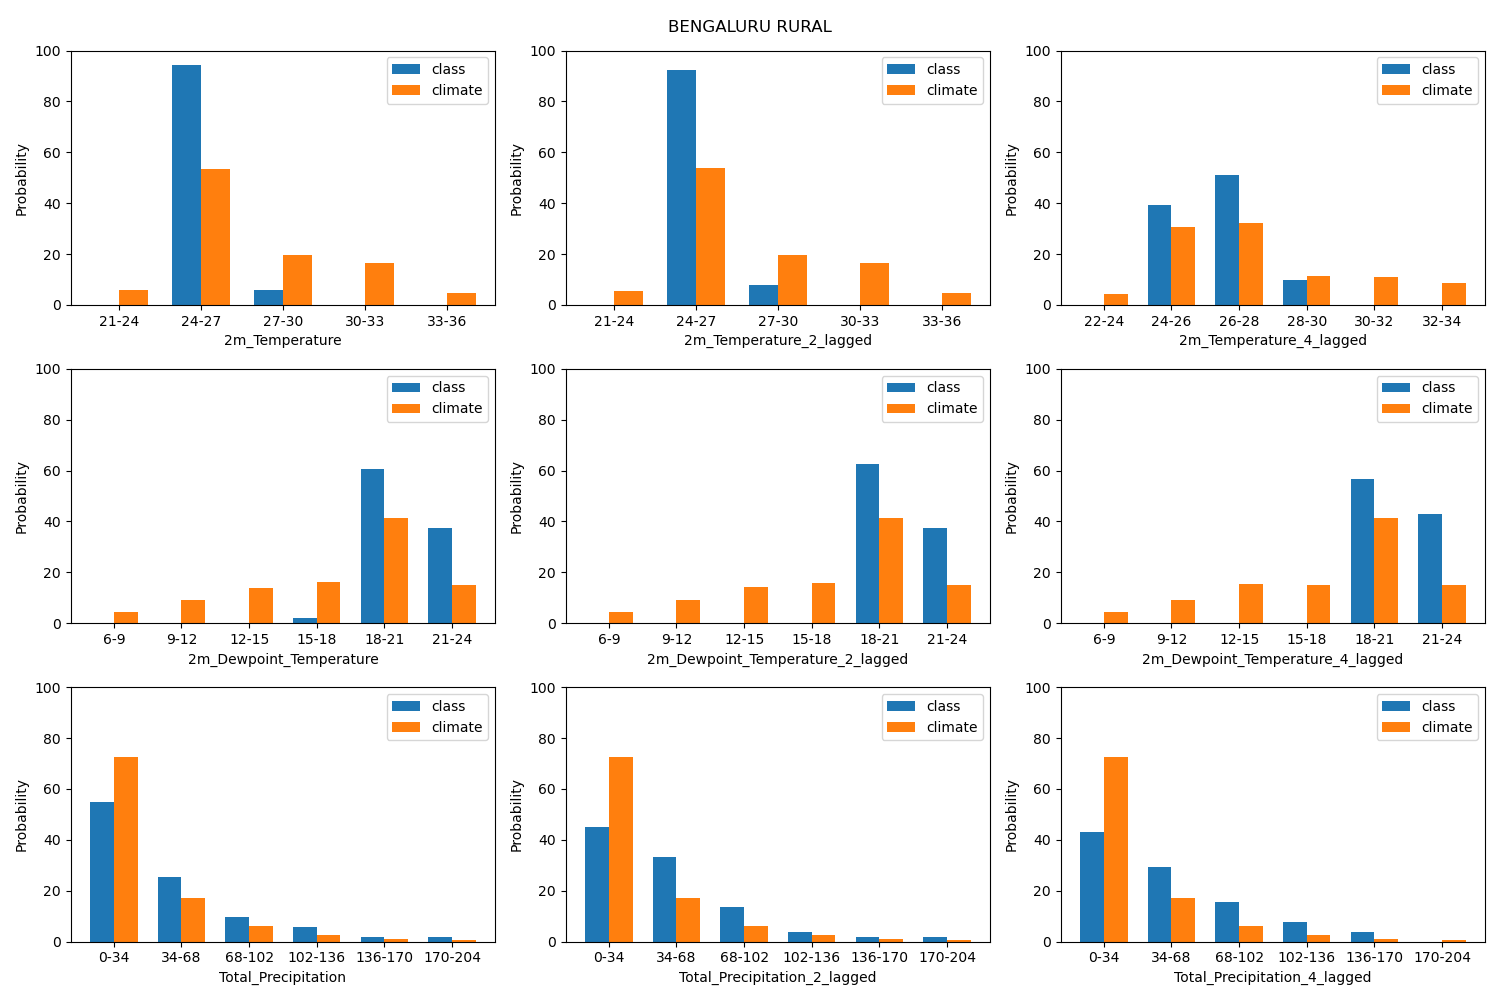 BENGALURU RURAL
100
80
60
40
20
0
Probability
class
climate
21-24 24-27 27-30 30-33 33-36
2m_Temperature
100
80
60
40
20
0
Probability
class
climate
21-24 24-27 27-30 30-33 33-36
2m_Temperature_2_lagged
100
80
60
40
20
0
Probability
class
climate
22-24 24-26 26-28 28-30 30-32 32-34
2m_Temperature_4_lagged
100
80
60
40
20
0
Probability
class
climate
6-9 9-12 12-15 15-18 18-21 21-24
2m_Dewpoint_Temperature
100
80
60
40
20
0
Probability
class
climate
6-9 9-12 12-15 15-18 18-21 21-24
2m_Dewpoint_Temperature_2_lagged
100
80
60
40
20
0
Probability
class
climate
6-9 9-12 12-15 15-18 18-21 21-24
2m_Dewpoint_Temperature_4_lagged
100
80
60
40
20
0
Probability
class
climate
0-34 34-68 68-102 102-136 136-170 170-204
Total_Precipitation
100
80
60
40
20
0
Probability
class
climate
0-34 34-68 68-102 102-136 136-170 170-204
Total_Precipitation_2_lagged
100
80
60
40
20
0
Probability
class
climate
0-34 34-68 68-102 102-136 136-170 170-204
Total_Precipitation_4_lagged